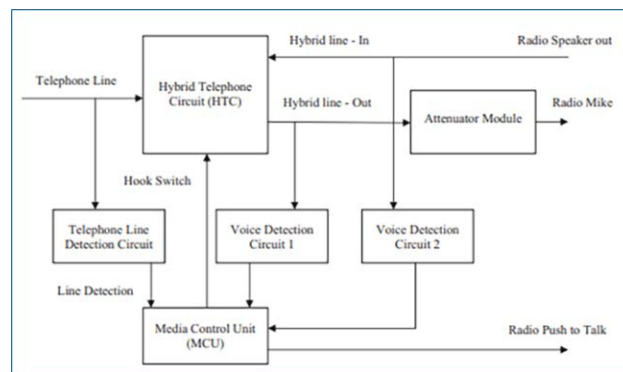 Hybrid line - In
Radio Speaker out
Telephone Line
Hybrid Telephone
Circuit (HTC)
Hybrid line - Out
Radio Mike
Attenuator Module
Hook Switch
Telephone Line
Detection Circuit
Voice Detection
Circuit 1
Voice Detection
Circuit 2
Line Detection
Media Control Unit
(MCU)
Radio Push to Talk